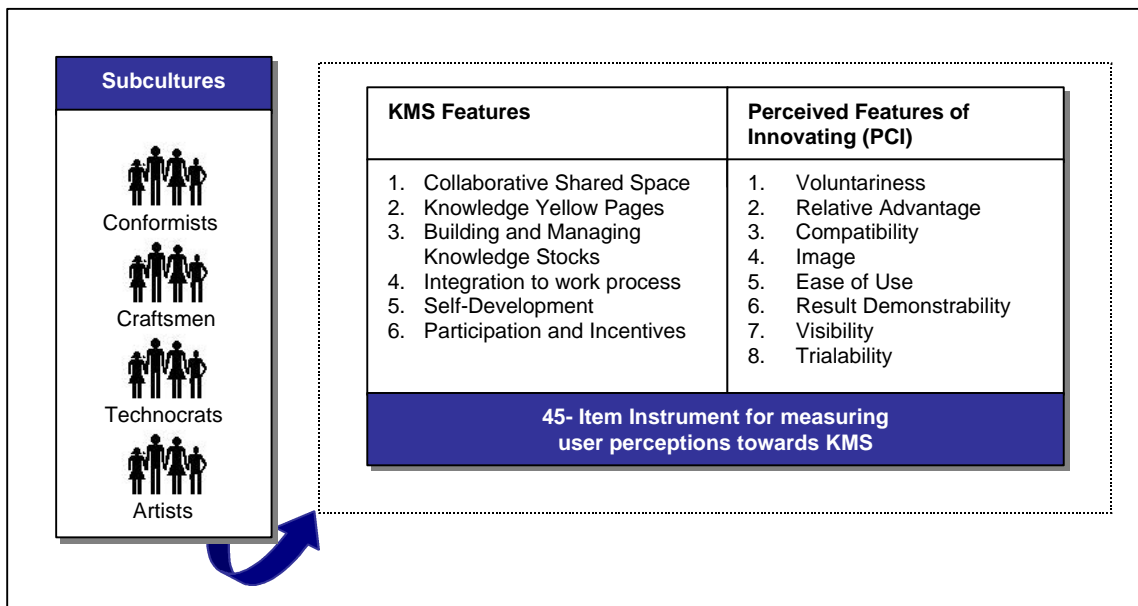 Subcultures
Conformists
Craftsmen
Technocrats
Artists
KMS Features
1. Collaborative Shared Space
2. Knowledge Yellow Pages
3. Building and Managing
Knowledge Stocks
4. Integration to work process
5. Self-Development
6. Participation and Incentives
Perceived Features of
Innovating (PCI)
1. Voluntariness
2. Relative Advantage
3. Compatibility
4. Image
5. Ease of Use
6. Result Demonstrability
7. Visibility
8. Trialability
45- Item Instrument for measuring
user perceptions towards KMS